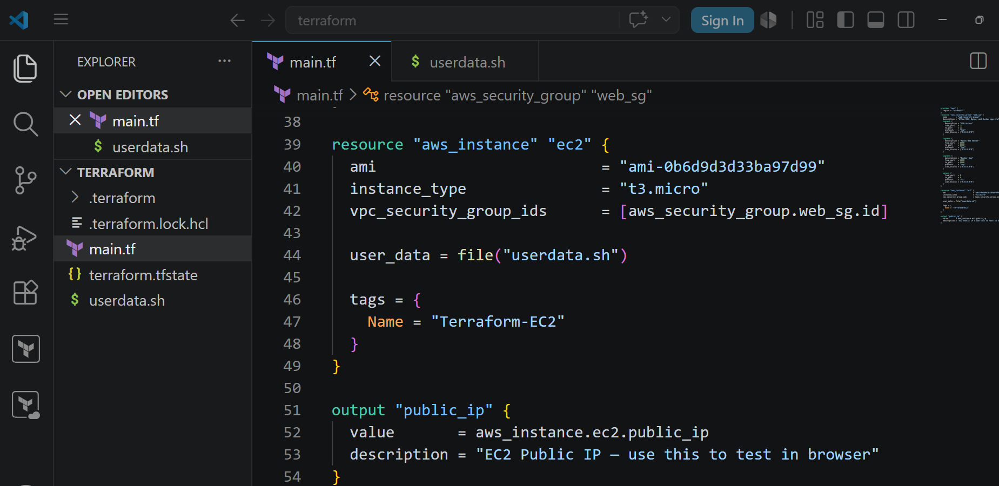 terraform
Sign In
EXPLORER
main.tf
userdata.sh
OPEN EDITORS
main.tf
userdata.sh
TERRAFORM
.terraform
.terraform.lock.hcl
main.tf
terraform.tfstate
userdata.sh
main.tf > resource "aws_security_group" "web_sg"
38
39 resource "aws_instance" "ec2" {
40 ami = "ami-0b6d9d3d33ba97d99"
41 instance_type = "t3.micro"
42 vpc_security_group_ids = [aws_security_group.web_sg.id]
43
44 user_data = file("userdata.sh")
45
46 tags = {
47 Name = "Terraform-EC2"
48 }
49 }
50
51 output "public_ip" {
52 value = aws_instance.ec2.public_ip
53 description = "EC2 Public IP — use this to test in browser"
54 }